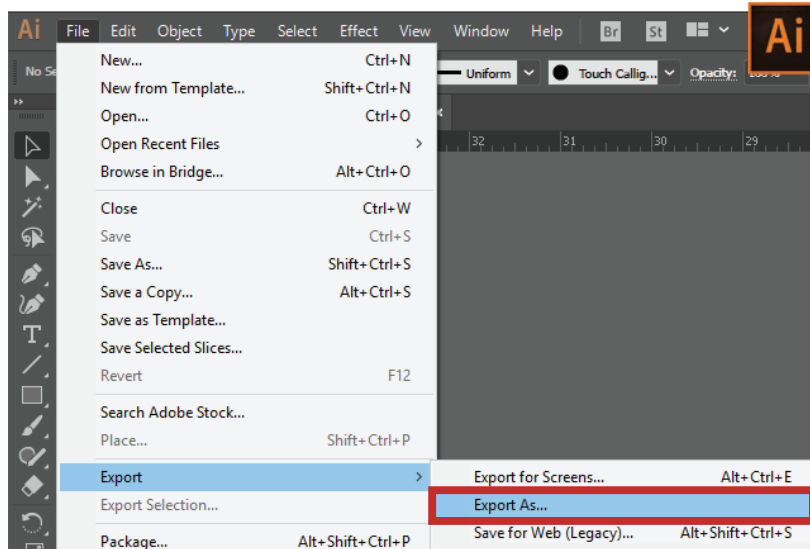 Ai File Edit Object Type Select Effect View Window Help Br St
Ai
No Se
Uniform Touch Callig... Opacity:
32 31 30 29
New... Ctrl+N
New from Template... Shift+Ctrl+N
Open... Ctrl+O
Open Recent Files >
Browse in Bridge... Alt+Ctrl+O
Close Ctrl+W
Save Ctrl+S
Save As... Shift+Ctrl+S
Save a Copy... Alt+Ctrl+S
Save as Template...
Save Selected Slices...
Revert F12
Search Adobe Stock...
Place... Shift+Ctrl+P
Export >
Export Selection...
Package... Alt+Shift+Ctrl+P
Export for Screens... Alt+Ctrl+E
Export As...
Save for Web (Legacy)... Alt+Shift+Ctrl+S